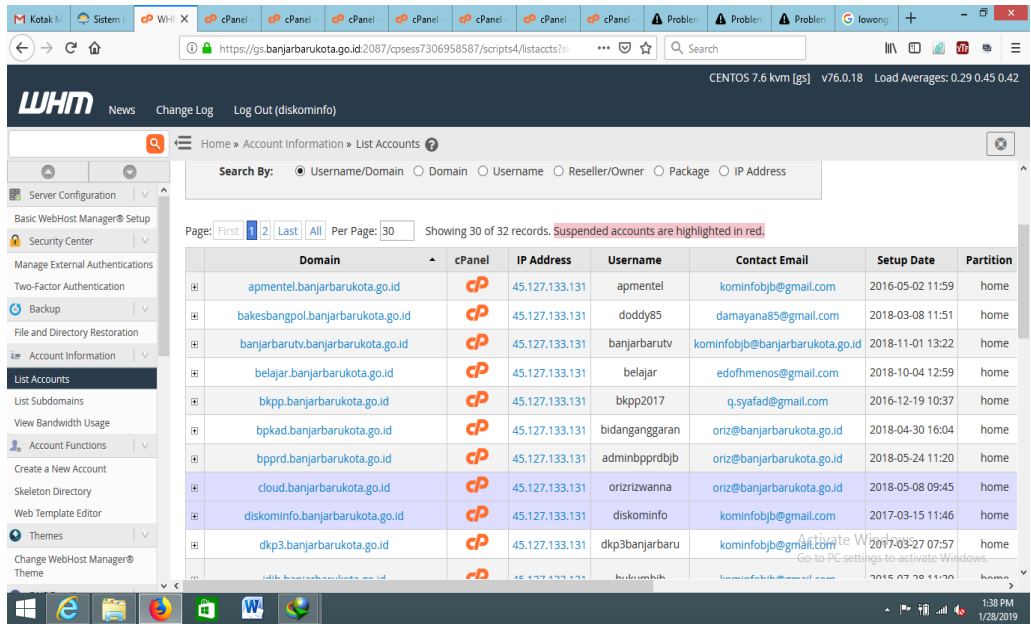 Kotak M
Sistem I
WHM
cPanel -
cPanel -
cPanel -
cPanel -
cPanel -
cPanel -
cPanel -
Problem
Problem
Problem
lowong
https://gs.banjarbarukota.go.id:2087/cpsess7306958587/scripts4/listaccts?si
Search
CENTOS 7.6 kvm [gs] v76.0.18 Load Averages: 0.29 0.45 0.42
WHM News Change Log Log Out (diskominfo)
Home » Account Information » List Accounts
Server Configuration
Basic WebHost Manager® Setup
Security Center
Manage External Authentications
Two-Factor Authentication
Backup
File and Directory Restoration
Account Information
List Accounts
List Subdomains
View Bandwidth Usage
Account Functions
Create a New Account
Skeleton Directory
Web Template Editor
Themes
Change WebHost Manager®
Theme
Search By: Username/Domain Domain Username Reseller/Owner Package IP Address
Page: First 1 2 Last All Per Page: 30 Showing 30 of 32 records. Suspended accounts are highlighted in red.
Domain cPanel IP Address Username Contact Email Setup Date Partition
apmentel.banjarbarukota.go.id cP 45.127.133.131 apmentel kominfobjb@gmail.com 2016-05-02 11:59 home
bakesbangpol.banjarbarukota.go.id cP 45.127.133.131 doddy85 damayana85@gmail.com 2018-03-08 11:51 home
banjarbarutv.banjarbarukota.go.id cP 45.127.133.131 banjarbarutv kominfobjb@banjarbarukota.go.id 2018-11-01 13:22 home
belajar.banjarbarukota.go.id cP 45.127.133.131 belajar edofhmenos@gmail.com 2018-10-04 12:59 home
bkpp.banjarbarukota.go.id cP 45.127.133.131 bkpp2017 q.syafad@gmail.com 2016-12-19 10:37 home
bpkad.banjarbarukota.go.id cP 45.127.133.131 bidanganggaran oriz@banjarbarukota.go.id 2018-04-30 16:04 home
bpprd.banjarbarukota.go.id cP 45.127.133.131 adminbpprdbjb oriz@banjarbarukota.go.id 2018-05-24 11:20 home
cloud.banjarbarukota.go.id cP 45.127.133.131 orizrizwanna oriz@banjarbarukota.go.id 2018-05-08 09:45 home
diskominfo.banjarbarukota.go.id cP 45.127.133.131 diskominfo kominfobjb@gmail.com 2017-03-15 11:46 home
dkp3.banjarbarukota.go.id cP 45.127.133.131 dkp3banjarbaru kominfobjb@gmail.com 2017-03-27 07:57 home
Activate Windows
Go to PC settings to activate Windows.
1:38 PM
1/28/2019